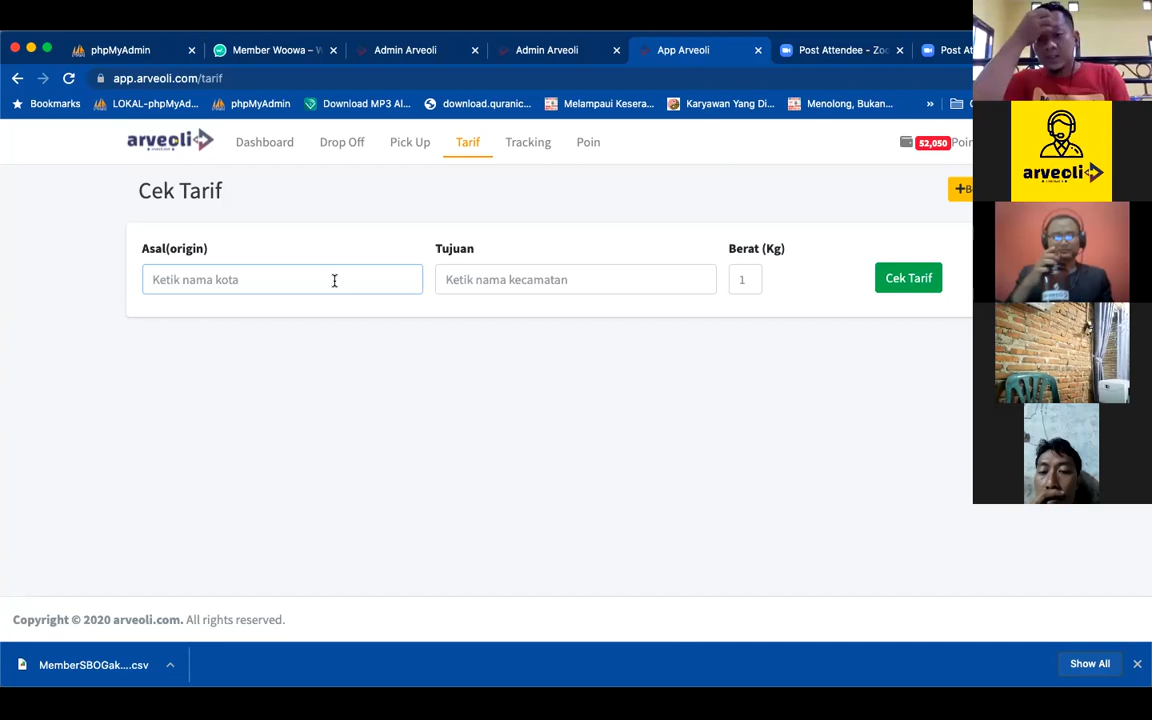 phpMyAdmin
Member Woowa – W
Admin Arveoli
Admin Arveoli
App Arveoli
Post Attendee - Zoo
Post At
app.arveoli.com/tarif
Bookmarks
LOKAL-phpMyAd...
phpMyAdmin
Download MP3 Al...
download.quranic...
Melampaui Kesera...
Karyawan Yang Di...
Menolong, Bukan...
arveoli
Dashboard
Drop Off
Pick Up
Tarif
Tracking
Poin
52,050
Poin
Cek Tarif
+B
Asal(origin)
Tujuan
Berat (Kg)
Ketik nama kota
Ketik nama kecamatan
1
Cek Tarif
arveoli
Copyright © 2020 arveoli.com. All rights reserved.
MemberSBOGak....csv
Show All